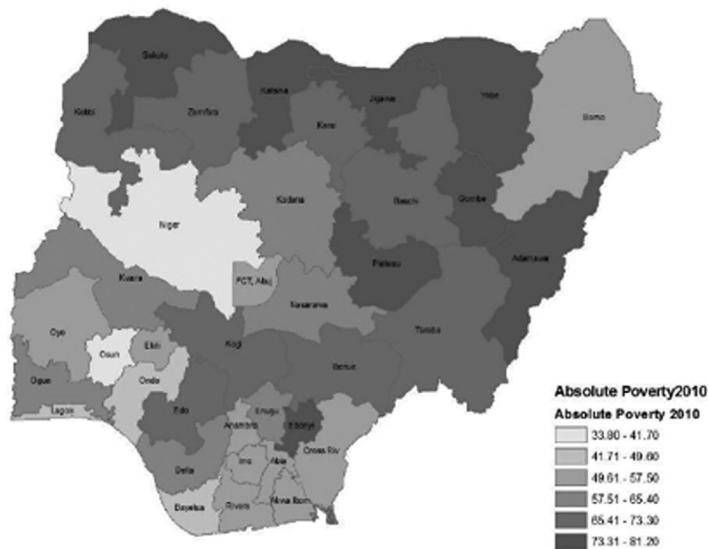 Sokoto
Katsina
Jigawa
Yobe
Borno
Kebbi
Zamfara
Kano
Kaduna
Bauchi
Gombe
Niger
Adamawa
Plateau
FCT, Abuj
Kwara
Nasarawa
Taraba
Oyo
Osun
Ekiti
Kogi
Benue
Ogun
Ondo
Lagos
Edo
Enugu
Anambra
Ebonyi
Cross Riv
Imo
Abia
Delta
Bayelsa
Rivers
Akwa Ibom
Absolute Poverty2010
Absolute Poverty 2010
33.80 - 41.70
41.71 - 49.60
49.61 - 57.50
57.51 - 65.40
65.41 - 73.30
73.31 - 81.20